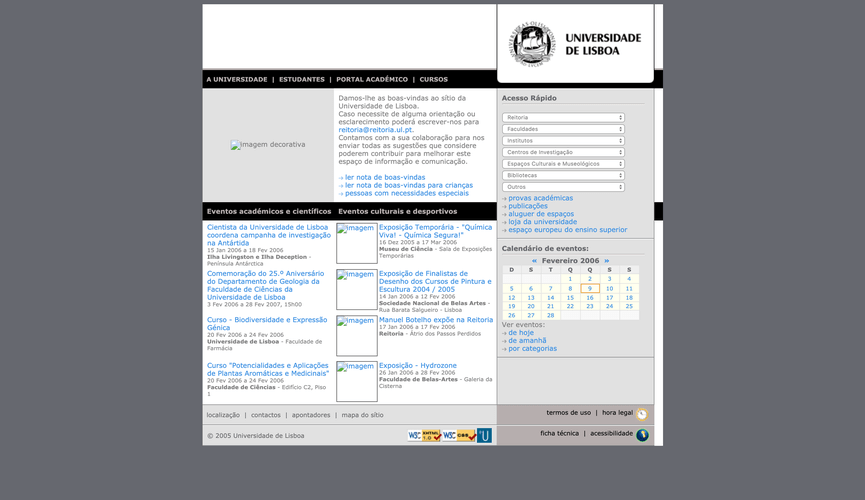 UNIVERSIDADE
DE LISBOA
A UNIVERSIDADE | ESTUDANTES | PORTAL ACADÉMICO | CURSOS
imagem decorativa
Damos-lhe as boas-vindas ao sítio da
Universidade de Lisboa.
Caso necessite de alguma orientação ou
esclarecimento poderá escrever-nos para
reitoria@reitoria.ul.pt.
Contamos com a sua colaboração para nos
enviar todas as sugestões que considere
poderem contribuir para melhorar este
espaço de informação e comunicação.
ler nota de boas-vindas
ler nota de boas-vindas para crianças
pessoas com necessidades especiais
Acesso Rápido
Reitoria
Faculdades
Institutos
Centros de Investigação
Espaços Culturais e Museológicos
Bibliotecas
Outros
provas académicas
publicações
aluguer de espaços
loja da universidade
espaço europeu do ensino superior
Eventos académicos e científicos
Cientista da Universidade de Lisboa
coordena campanha de investigação
na Antártida
15 Jan 2006 a 18 Fev 2006
Ilha Livingston e Ilha Deception -
Península Antárctica
Comemoração do 25.º Aniversário
do Departamento de Geologia da
Faculdade de Ciências da
Universidade de Lisboa
3 Fev 2006 a 28 Fev 2007, 15h00
Curso - Biodiversidade e Expressão
Génica
20 Fev 2006 a 24 Fev 2006
Universidade de Lisboa - Faculdade de
Farmácia
Curso "Potencialidades e Aplicações
de Plantas Aromáticas e Medicinais"
20 Fev 2006 a 24 Fev 2006
Faculdade de Ciências - Edifício C2, Piso
1
Eventos culturais e desportivos
imagem
Exposição Temporária - "Química
Viva! - Química Segura!"
16 Dez 2005 a 17 Mar 2006
Museu de Ciência - Sala de Exposições
Temporárias
imagem
Exposição de Finalistas de
Desenho dos Cursos de Pintura e
Escultura 2004 / 2005
14 Jan 2006 a 12 Fev 2006
Sociedade Nacional de Belas Artes -
Rua Barata Salgueiro - Lisboa
imagem
Manuel Botelho expõe na Reitoria
17 Jan 2006 a 17 Fev 2006
Reitoria - Átrio dos Passos Perdidos
imagem
Exposição - Hydrozone
26 Jan 2006 a 28 Fev 2006
Faculdade de Belas-Artes - Galeria da
Cisterna
Calendário de eventos:
« Fevereiro 2006 »
D S T Q Q S S
1 2 3 4
5 6 7 8 9 10 11
12 13 14 15 16 17 18
19 20 21 22 23 24 25
26 27 28
Ver eventos:
de hoje
de amanhã
por categorias
localização | contactos | apontadores | mapa do sítio
termos de uso | hora legal
© 2005 Universidade de Lisboa
W3C XHTML 1.0
W3C CSS
U
ficha técnica | acessibilidade